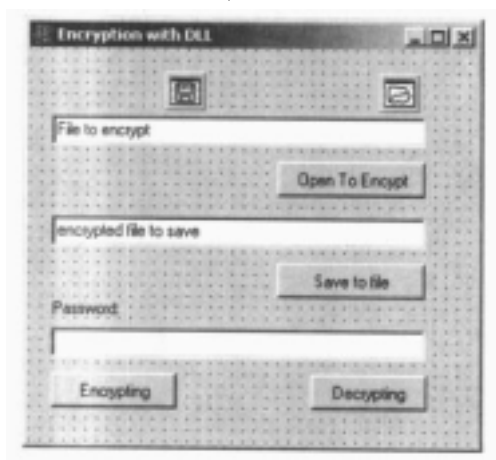 Encryption with DLL
File to encrypt
Open To Encypt
encrypted file to save
Save to file
Password:
Encrypting
Decrypting